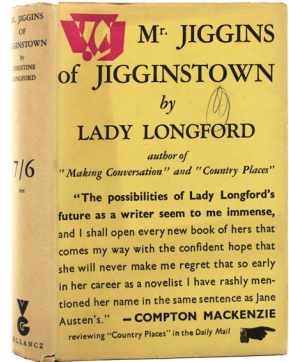 Mr. JIGGINS
OF
JIGGINSTOWN
by
CHRISTINE
LONGFORD
7/6
net
VG
GOLLANCZ
Mr. JIGGINS
of JIGGINSTOWN
by
LADY LONGFORD
author of
"Making Conversation" and "Country Places"
"The possibilities of Lady Longford's
future as a writer seem to me immense,
and I shall open every new book of hers that
comes my way with the confident hope that
she will never make me regret that so early
in her career as a novelist I have rashly men-
tioned her name in the same sentence as Jane
Austen's." — COMPTON MACKENZIE
reviewing "Country Places" in the Daily Mail